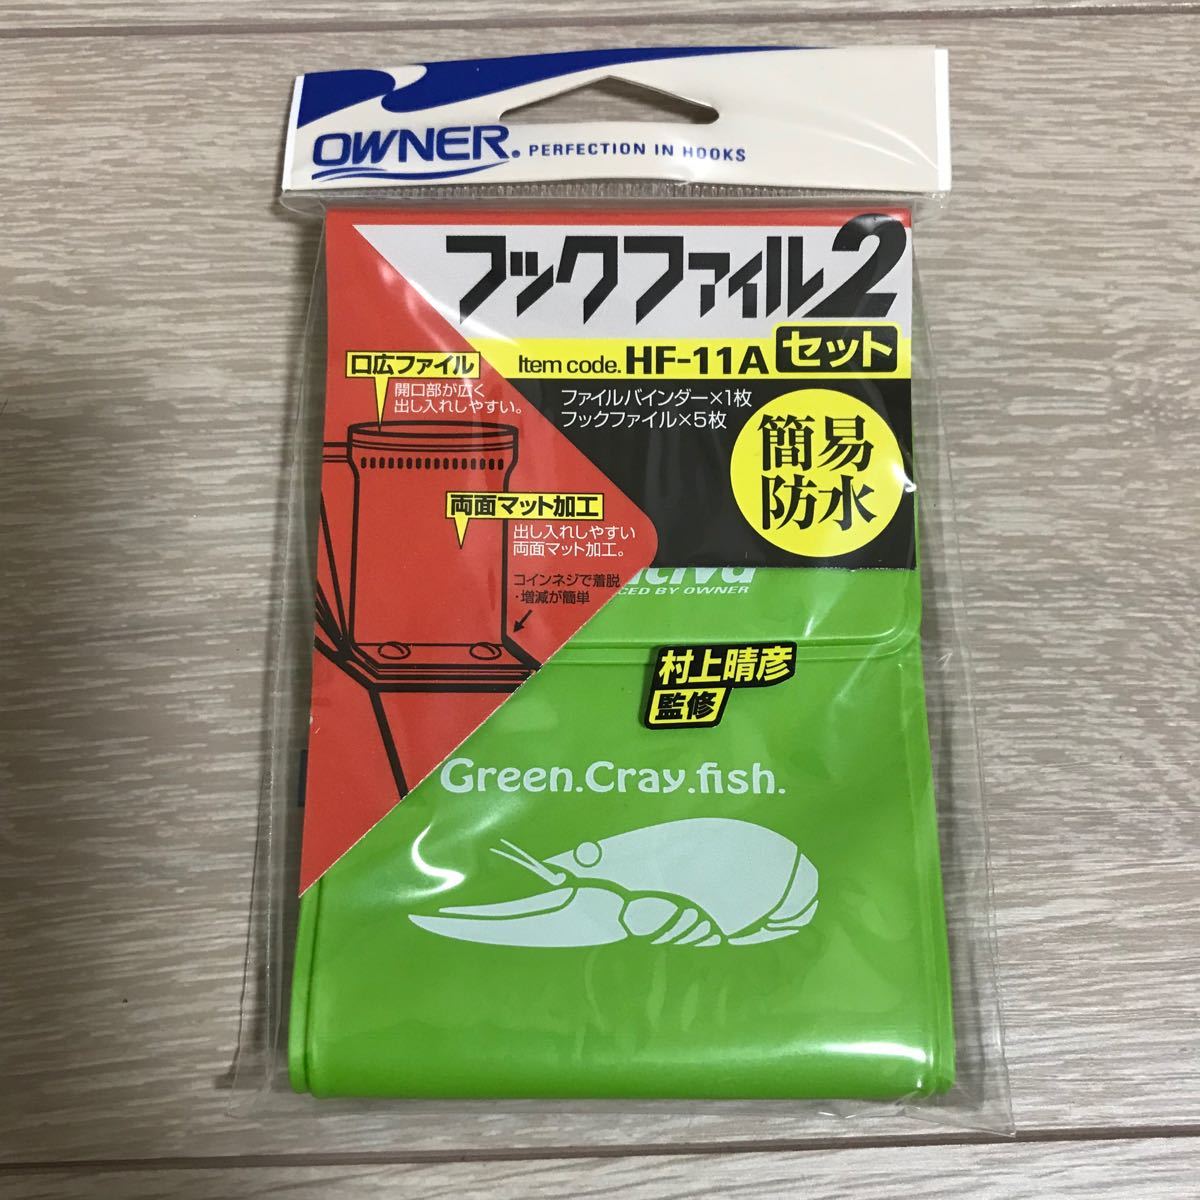 OWNER. PERFECTION IN HOOKS
フックファイル2
Item code. HF-11A セット
口広ファイル
開口部が広く
出し入れしやすい。
ファイルバインダー×1枚
フックファイル×5枚
簡易
防水
両面マット加工
出し入れしやすい
両面マット加工。
コインネジで着脱
・増減が簡単
BY OWNER
村上晴彦
監修
Green.Cray.fish.